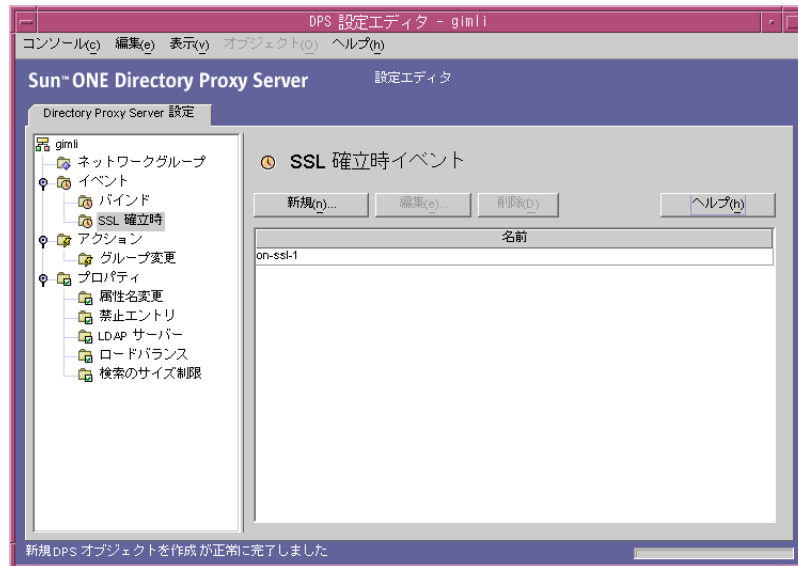 DPS 設定エディタ - gimli
コンソール(c) 編集(e) 表示(v) オブジェクト(O) ヘルプ(h)
Sun™ ONE Directory Proxy Server 設定エディタ
Directory Proxy Server 設定
gimli
ネットワークグループ
イベント
バインド
SSL 確立時
アクション
グループ変更
プロパティ
属性名変更
禁止エントリ
LDAP サーバー
ロードバランス
検索のサイズ制限
SSL 確立時イベント
新規(n)... 編集(e)... 削除(D) ヘルプ(h)
名前
on-ssl-1
新規DPS オブジェクトを作成 が正常に完了しました